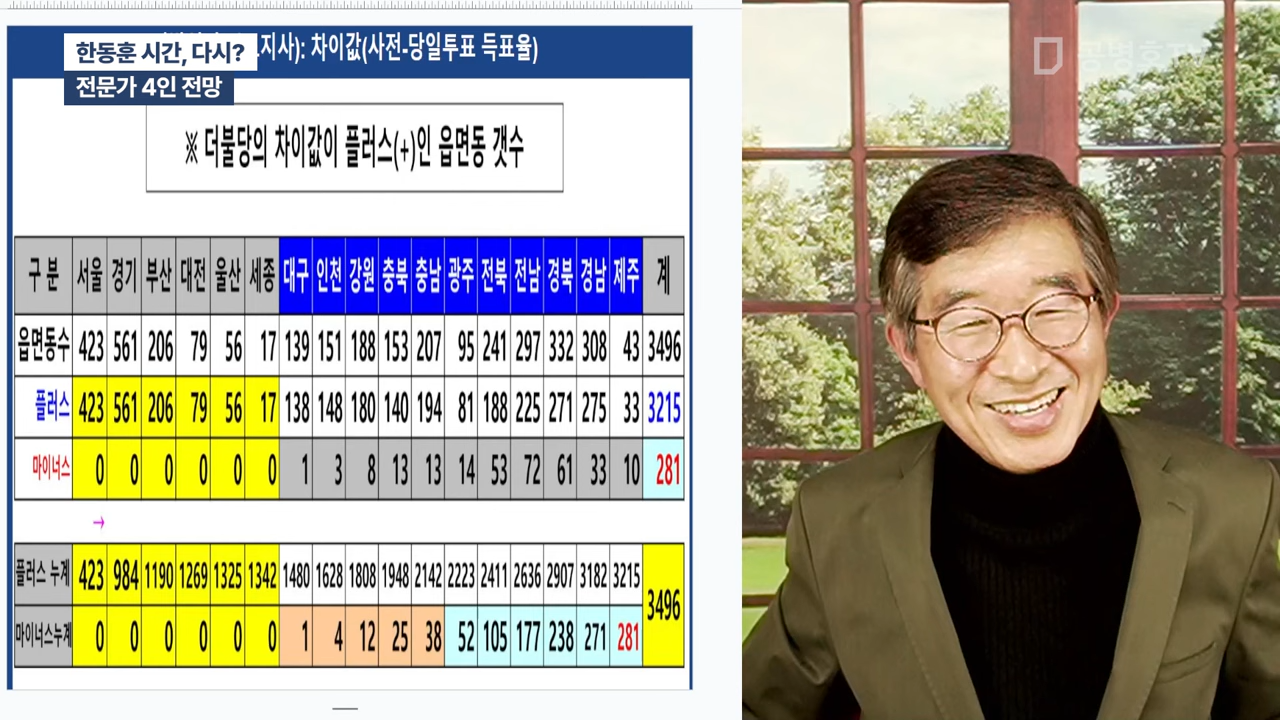 지사): 차이값(사전-당일투표 득표율)
한동훈 시간, 다시?
전문가 4인 전망
※ 더불당의 차이값이 플러스(+)인 읍면동 갯수
구 분 서울 경기 부산 대전 울산 세종 대구 인천 강원 충북 충남 광주 전북 전남 경북 경남 제주 계
읍면동수 423 561 206 79 56 17 139 151 188 153 207 95 241 297 332 308 43 3496
플러스 423 561 206 79 56 17 138 148 180 140 194 81 188 225 271 275 33 3215
마이너스 0 0 0 0 0 0 1 3 8 13 13 14 53 72 61 33 10 281
→
플러스 누계 423 984 1190 1269 1325 1342 1480 1628 1808 1948 2142 2223 2411 2636 2907 3182 3215 3496
마이너스누계 0 0 0 0 0 0 1 4 12 25 38 52 105 177 238 271 281
공병호